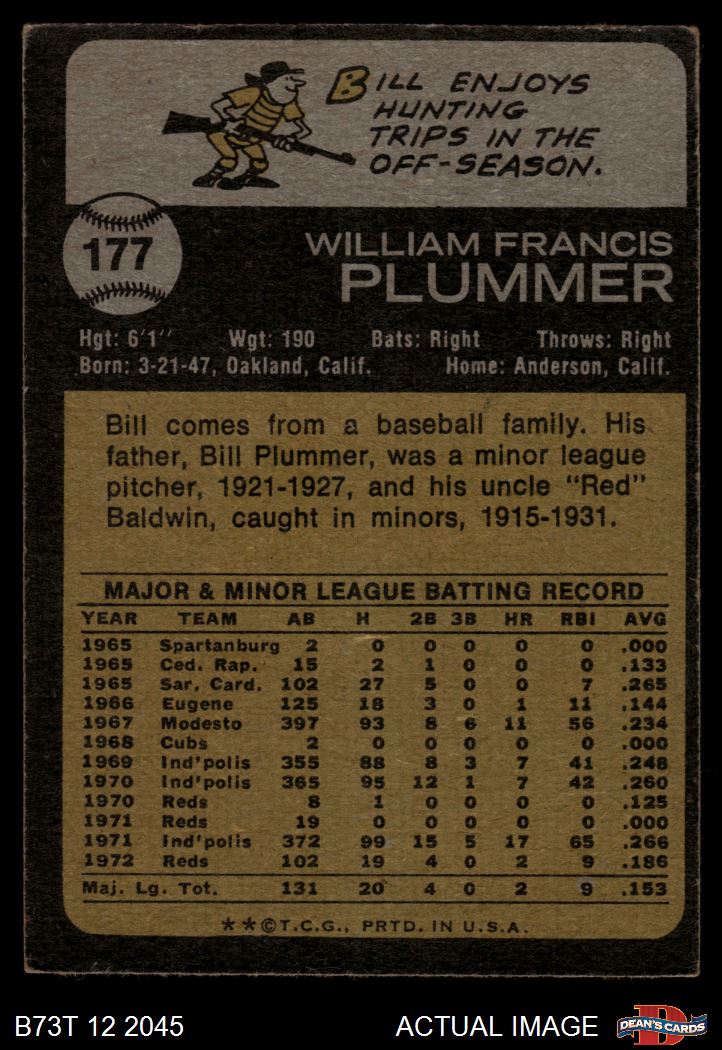 BILL ENJOYS
HUNTING
TRIPS IN THE
OFF-SEASON.
177
WILLIAM FRANCIS
PLUMMER
Hgt: 6'1" Wgt: 190 Bats: Right Throws: Right
Born: 3-21-47, Oakland, Calif. Home: Anderson, Calif.
Bill comes from a baseball family. His
father, Bill Plummer, was a minor league
pitcher, 1921-1927, and his uncle "Red"
Baldwin, caught in minors, 1915-1931.
MAJOR & MINOR LEAGUE BATTING RECORD
YEAR TEAM AB H 2B 3B HR RBI AVG
1965 Spartanburg 2 0 0 0 0 0 .000
1965 Ced. Rap. 15 2 1 0 0 0 .133
1965 Sar. Card. 102 27 5 0 0 7 .265
1966 Eugene 125 18 3 0 1 11 .144
1967 Modesto 397 93 8 6 11 56 .234
1968 Cubs 2 0 0 0 0 0 .000
1969 Ind'polis 355 88 8 3 7 41 .248
1970 Ind'polis 365 95 12 1 7 42 .260
1970 Reds 8 1 0 0 0 0 .125
1971 Reds 19 0 0 0 0 0 .000
1971 Ind'polis 372 99 15 5 17 65 .266
1972 Reds 102 19 4 0 2 9 .186
Maj. Lg. Tot. 131 20 4 0 2 9 .153
**©T.C.G., PRTD. IN U.S.A.
B73T 12 2045 ACTUAL IMAGE D DEAN'S CARDS